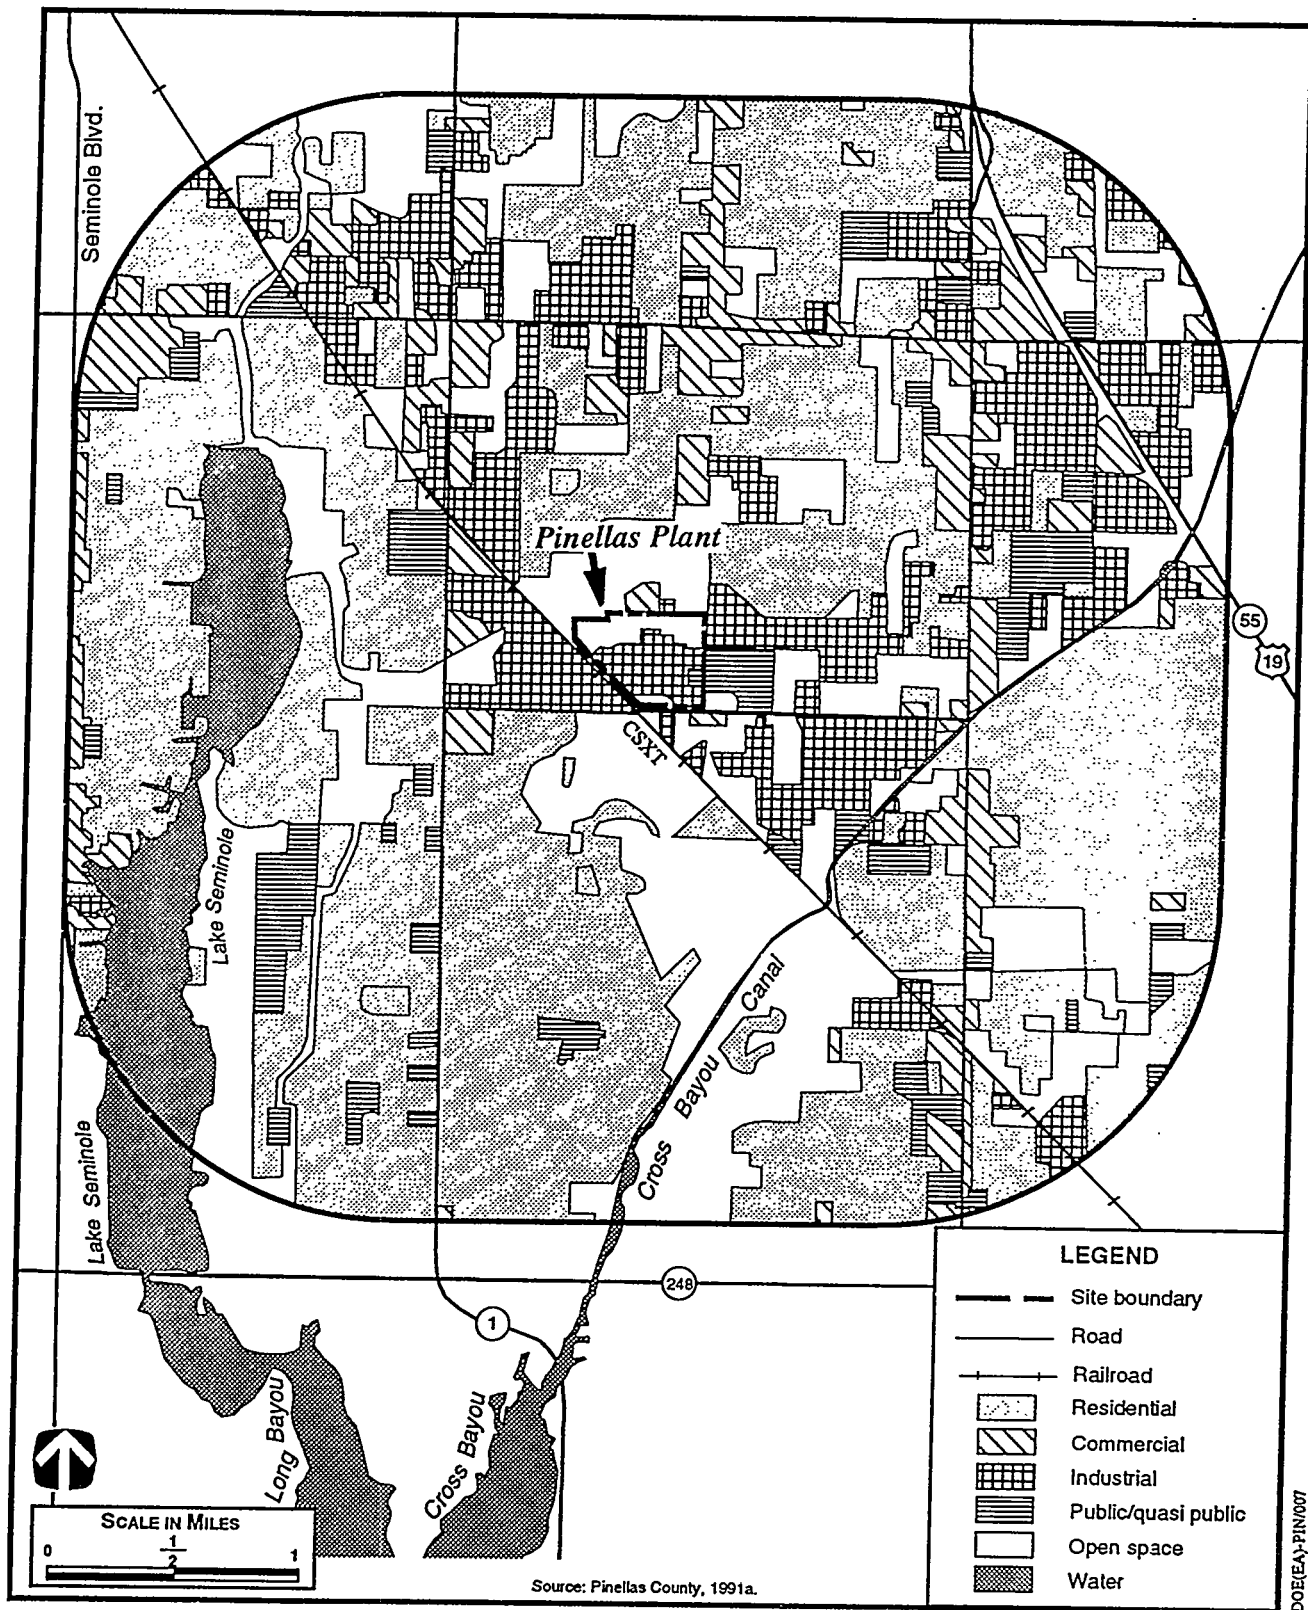 Seminole Blvd.
Pinellas Plant
55
19
CSXT
Lake Seminole
Cross Bayou Canal
Lake Seminole
248
1
Long Bayou
Cross Bayou
LEGEND
Site boundary
Road
Railroad
Residential
Commercial
Industrial
Public/quasi public
Open space
Water
SCALE IN MILES
0 1/2 1
Source: Pinellas County, 1991a.
DOE(EA)-PIN/007